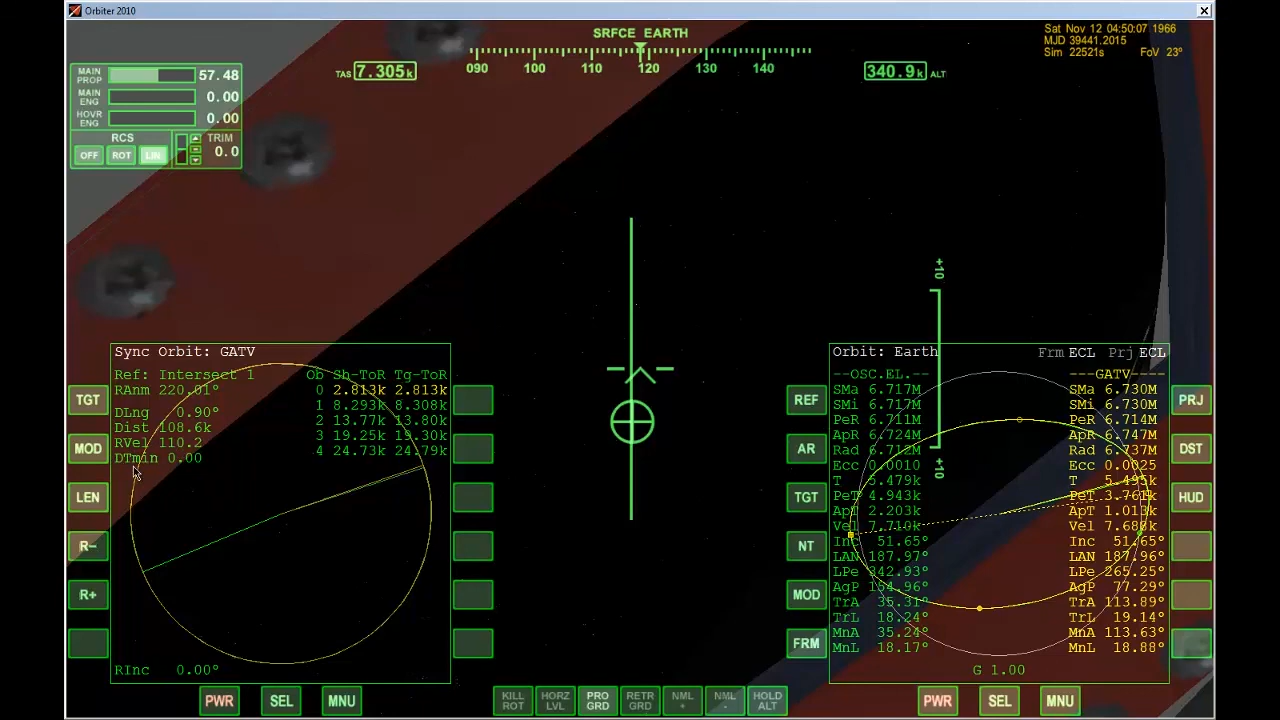 Orbiter 2010
SRFCE EARTH
Sat Nov 12 04:50:07 1966
MJD 39441.2015
Sim 22521s FoV 23°
090 100 110 120 130 140
TAS 7.305k
340.9k ALT
MAIN PROP 57.48
MAIN ENG 0.00
HOVR ENG 0.00
RCS TRIM
OFF ROT LIN 0.0
+10
+10
Sync Orbit: GATV
Ref: Intersect 1 Ob Sh-ToR Tg-ToR
RAnm 220.01° 0 2.813k 2.813k
1 8.293k 8.308k
DLng 0.90° 2 13.77k 13.80k
Dist 108.6k 3 19.25k 19.30k
RVel 110.2 4 24.73k 24.79k
DTmin 0.00
RInc 0.00°
TGT
MOD
LEN
R-
R+
PWR SEL MNU
Orbit: Earth Frm ECL Prj ECL
--OSC.EL.-- ---GATV----
SMa 6.717M SMa 6.730M
SMi 6.717M SMi 6.730M
PeR 6.711M PeR 6.714M
ApR 6.724M ApR 6.747M
Rad 6.712M Rad 6.737M
Ecc 0.0010 Ecc 0.0025
T 5.479k T 5.495k
PeT 4.943k PeT 3.761k
ApT 2.203k ApT 1.013k
Vel 7.710k Vel 7.686k
Inc 51.65° Inc 51.65°
LAN 187.97° LAN 187.96°
LPe 342.93° LPe 265.25°
AgP 154.96° AgP 77.29°
TrA 35.31° TrA 113.89°
TrL 18.24° TrL 19.14°
MnA 35.24° MnA 113.63°
MnL 18.17° MnL 18.88°
G 1.00
REF
AR
TGT
NT
MOD
FRM
PRJ
DST
HUD
PWR SEL MNU
KILL ROT
HORZ LVL
PRO GRD
RETR GRD
NML +
NML -
HOLD ALT